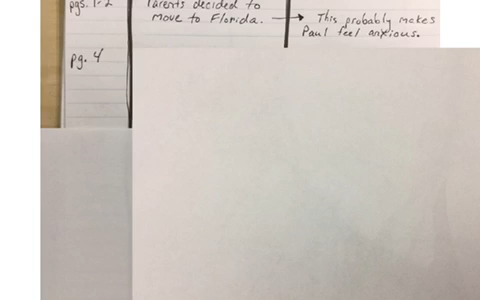 pgs. 1-2
Parents decided to
move to Florida. → This probably makes
Paul feel anxious.
pg. 4